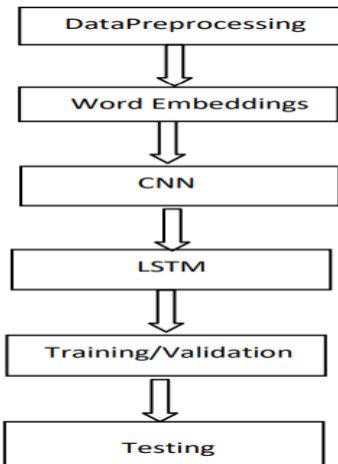 DataPreprocessing
Word Embeddings
CNN
LSTM
Training/Validation
Testing